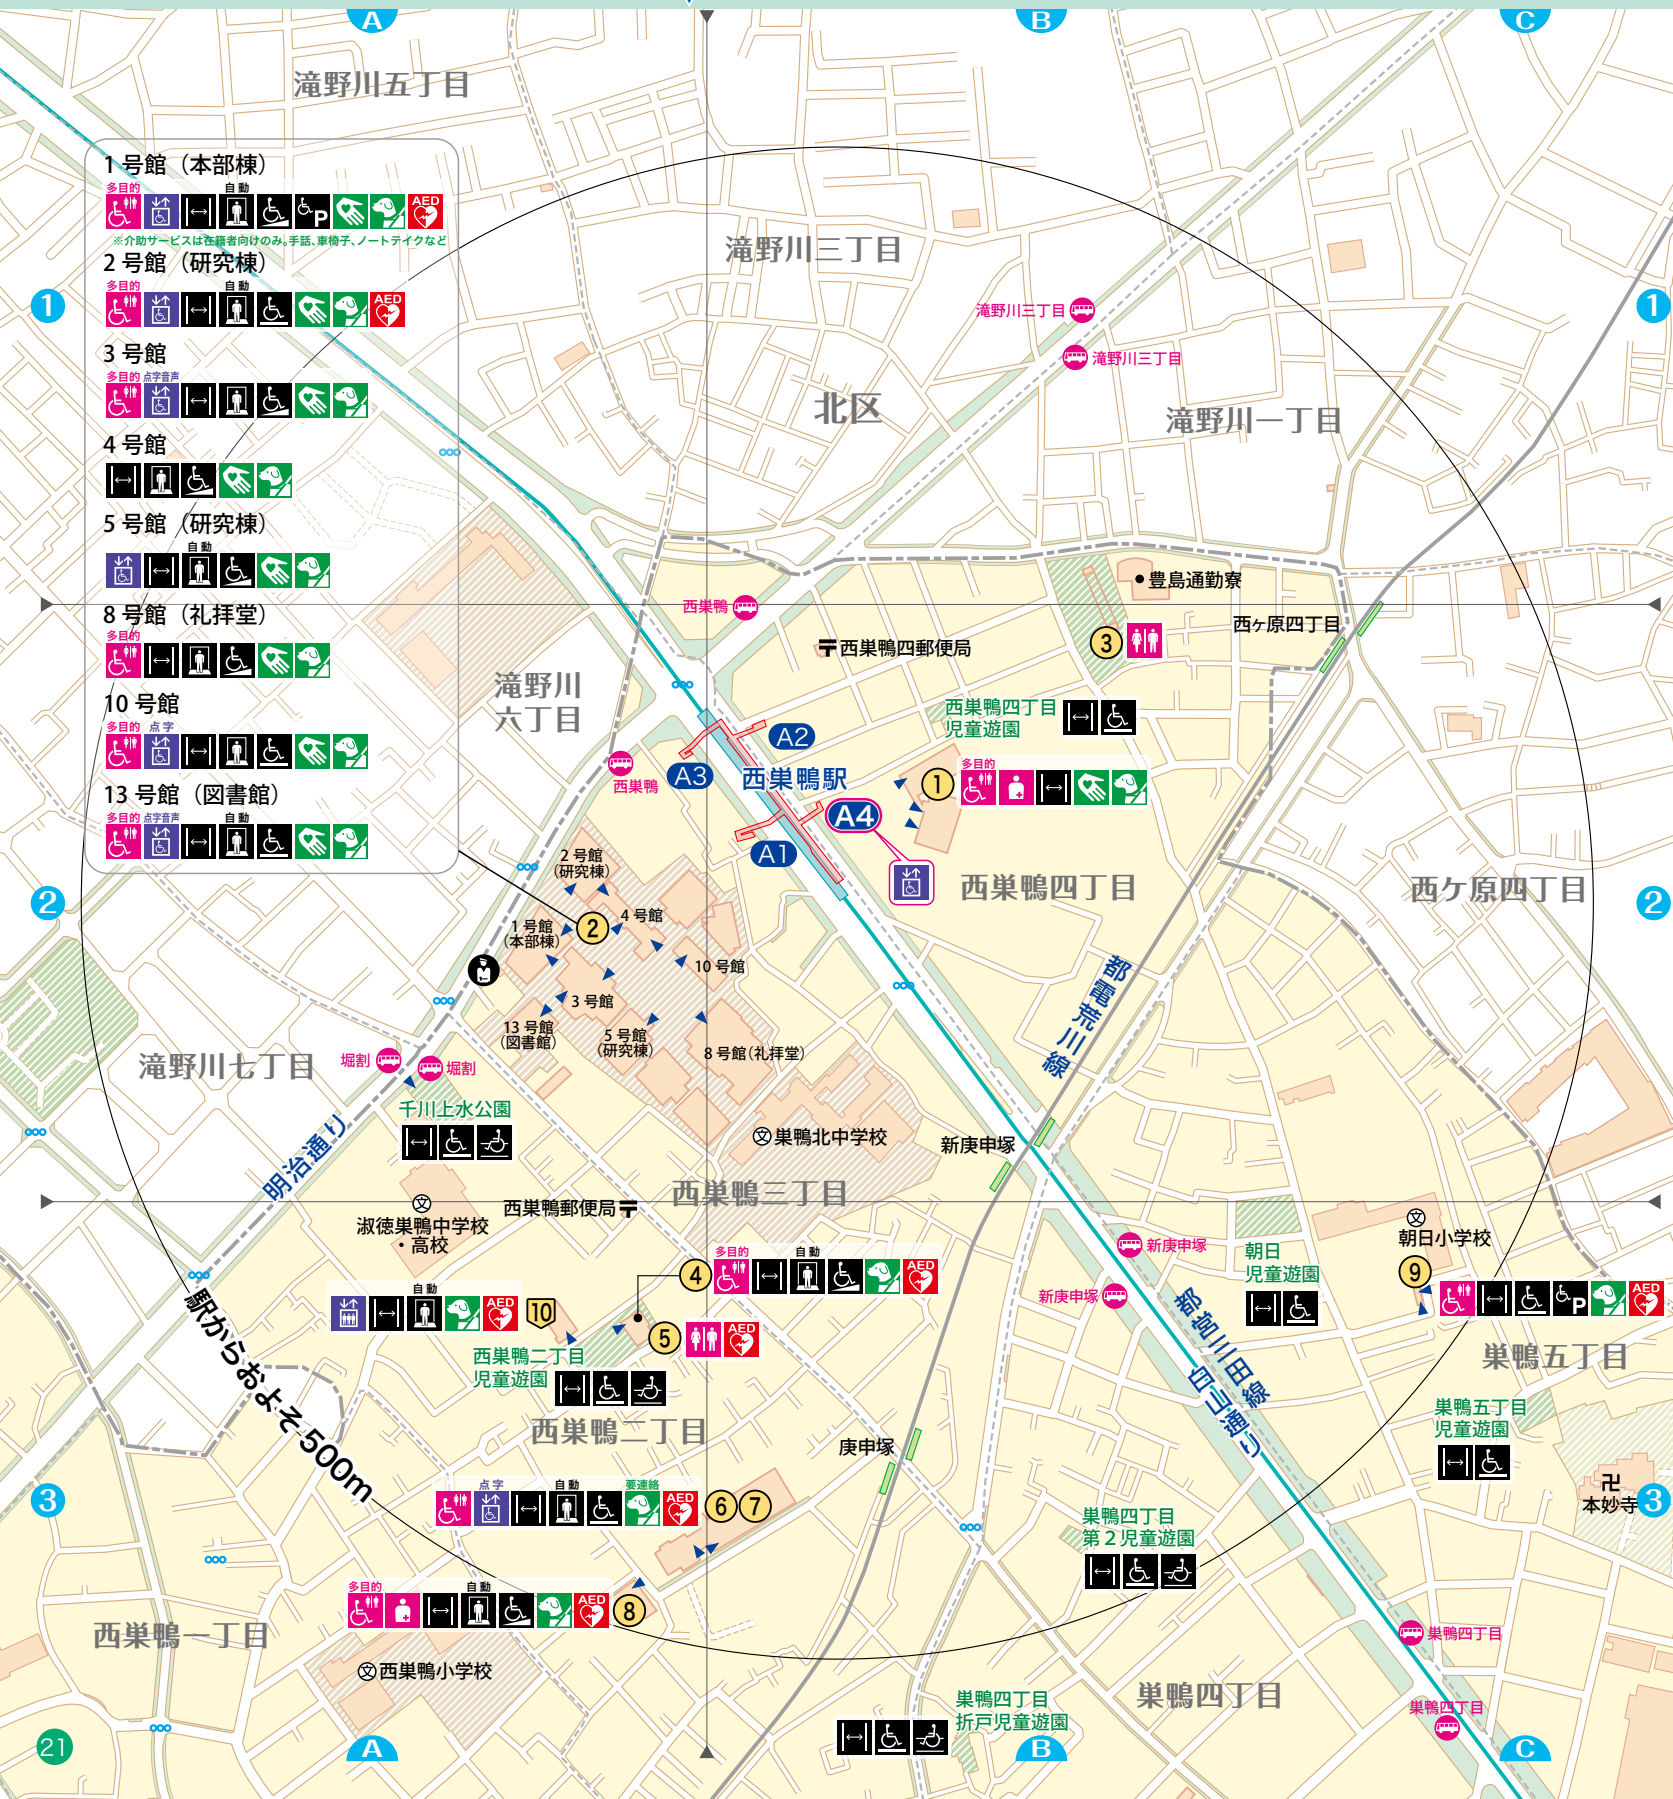 A
B
C
滝野川五丁目
1号館（本部棟）
多目的
自動
P
AED
※介助サービスは在籍者向けのみ。手話、車椅子、ノートテイクなど
2号館（研究棟）
多目的
自動
AED
3号館
多目的 点字音声
4号館
5号館（研究棟）
自動
8号館（礼拝堂）
多目的
10号館
多目的 点字
13号館（図書館）
多目的 点字音声 自動
1
1
滝野川三丁目
滝野川三丁目
滝野川三丁目
北区
滝野川一丁目
豊島通勤寮
西巣鴨
〒西巣鴨四郵便局
3
西ヶ原四丁目
滝野川
六丁目
西巣鴨四丁目
児童遊園
A2
A3
西巣鴨駅
西巣鴨
多目的
1
A4
A1
2号館
（研究棟）
西巣鴨四丁目
西ケ原四丁目
2
2
4号館
1号館
（本部棟）
2
10号館
3号館
13号館
（図書館）
5号館
（研究棟）
8号館（礼拝堂）
都電荒川線
滝野川七丁目
堀割
堀割
千川上水公園
明治通り
文 巣鴨北中学校
新庚申塚
西巣鴨三丁目
西巣鴨郵便局〒
文
淑徳巣鴨中学校
・高校
文
朝日小学校
新庚申塚
朝日
児童遊園
新庚申塚
9
P
AED
多目的
自動
4
AED
自動
AED
10
5
AED
西巣鴨二丁目
児童遊園
駅からおよそ500m
都営三田線
白山通り
巣鴨五丁目
巣鴨五丁目
児童遊園
西巣鴨二丁目
庚申塚
卍
本妙寺
3
3
点字
自動
要連絡
AED
6
7
巣鴨四丁目
第２児童遊園
多目的
自動
AED
8
西巣鴨一丁目
文 西巣鴨小学校
巣鴨四丁目
巣鴨四丁目
巣鴨四丁目
巣鴨四丁目
折戸児童遊園
21
A
B
C